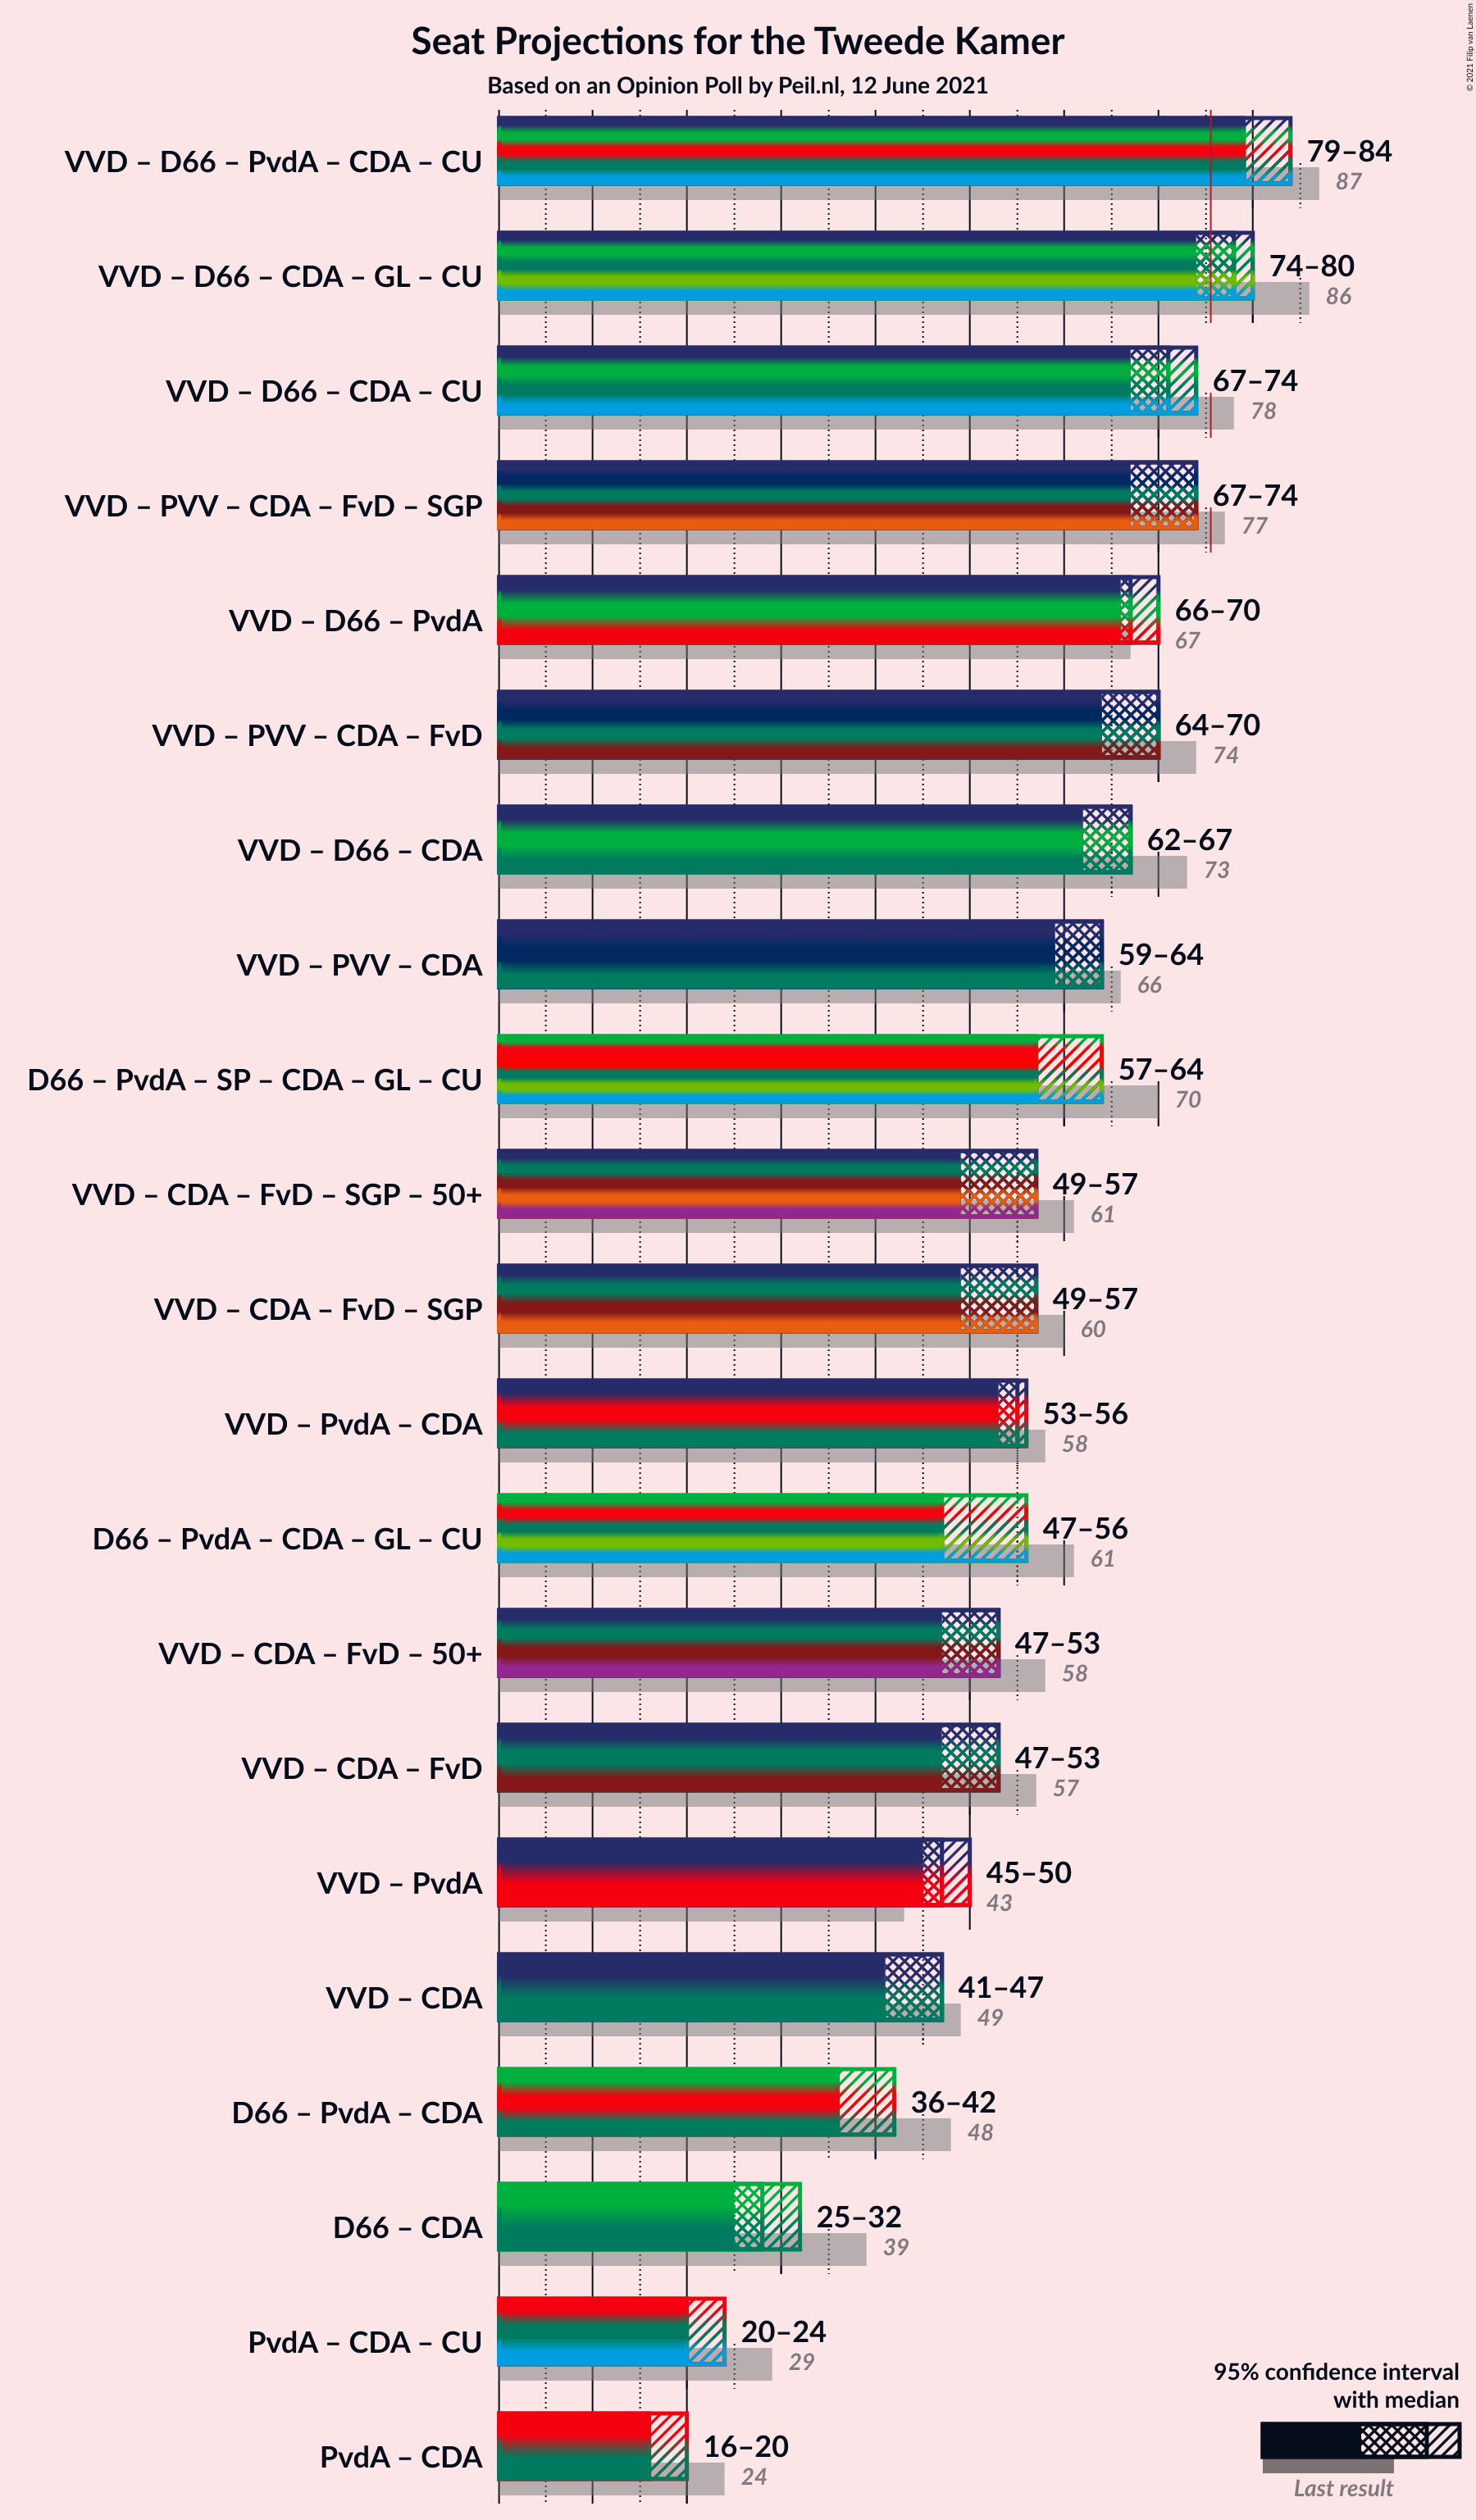 Seat Projections for the Tweede Kamer
Based on an Opinion Poll by Peil.nl, 12 June 2021
© 2021 Filip van Laenen
VVD – D66 – PvdA – CDA – CU
79–84
87
VVD – D66 – CDA – GL – CU
74–80
86
VVD – D66 – CDA – CU
67–74
78
VVD – PVV – CDA – FvD – SGP
67–74
77
VVD – D66 – PvdA
66–70
67
VVD – PVV – CDA – FvD
64–70
74
VVD – D66 – CDA
62–67
73
VVD – PVV – CDA
59–64
66
D66 – PvdA – SP – CDA – GL – CU
57–64
70
VVD – CDA – FvD – SGP – 50+
49–57
61
VVD – CDA – FvD – SGP
49–57
60
VVD – PvdA – CDA
53–56
58
D66 – PvdA – CDA – GL – CU
47–56
61
VVD – CDA – FvD – 50+
47–53
58
VVD – CDA – FvD
47–53
57
VVD – PvdA
45–50
43
VVD – CDA
41–47
49
D66 – PvdA – CDA
36–42
48
D66 – CDA
25–32
39
PvdA – CDA – CU
20–24
29
PvdA – CDA
16–20
24
95% confidence interval
with median
Last result